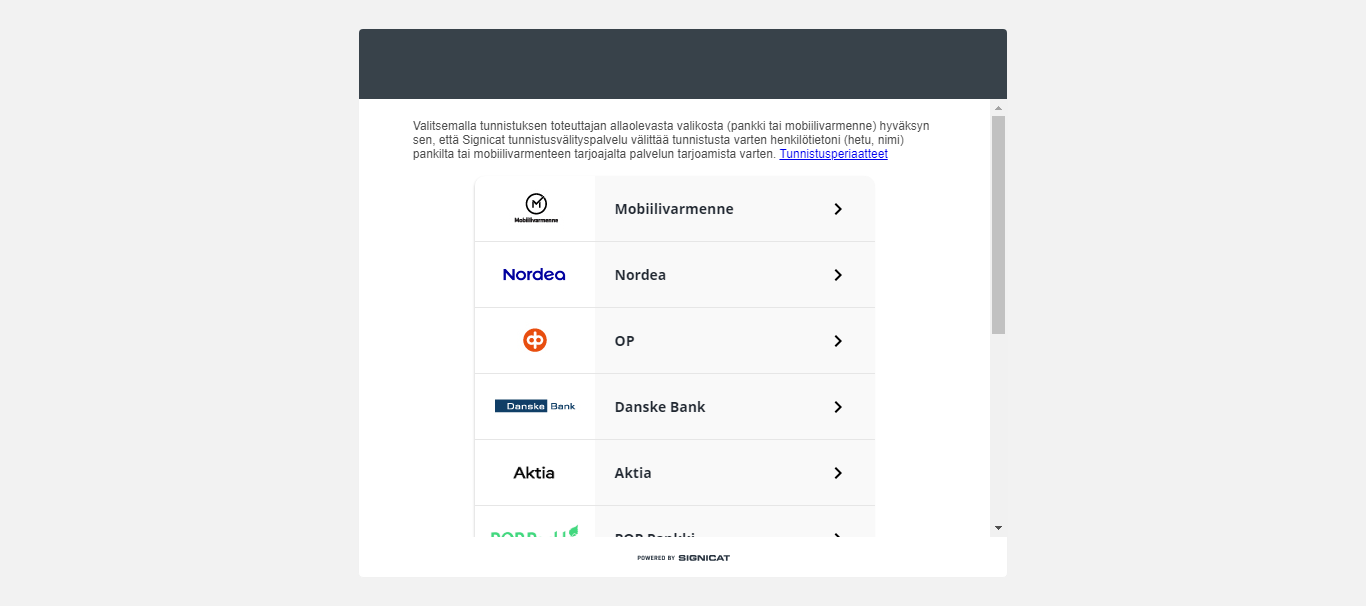 Valitsemalla tunnistuksen toteuttajan allaolevasta valikosta (pankki tai mobiilivarmenne) hyväksyn
sen, että Signicat tunnistusvälityspalvelu välittää tunnistusta varten henkilötietoni (hetu, nimi)
pankilta tai mobiilivarmenteen tarjoajalta palvelun tarjoamista varten. Tunnistusperiaatteet
Mobiilivarmenne Mobiilivarmenne
Nordea Nordea
OP
Danske Bank Danske Bank
Aktia Aktia
POP Pankki
POWERED BY SIGNICAT